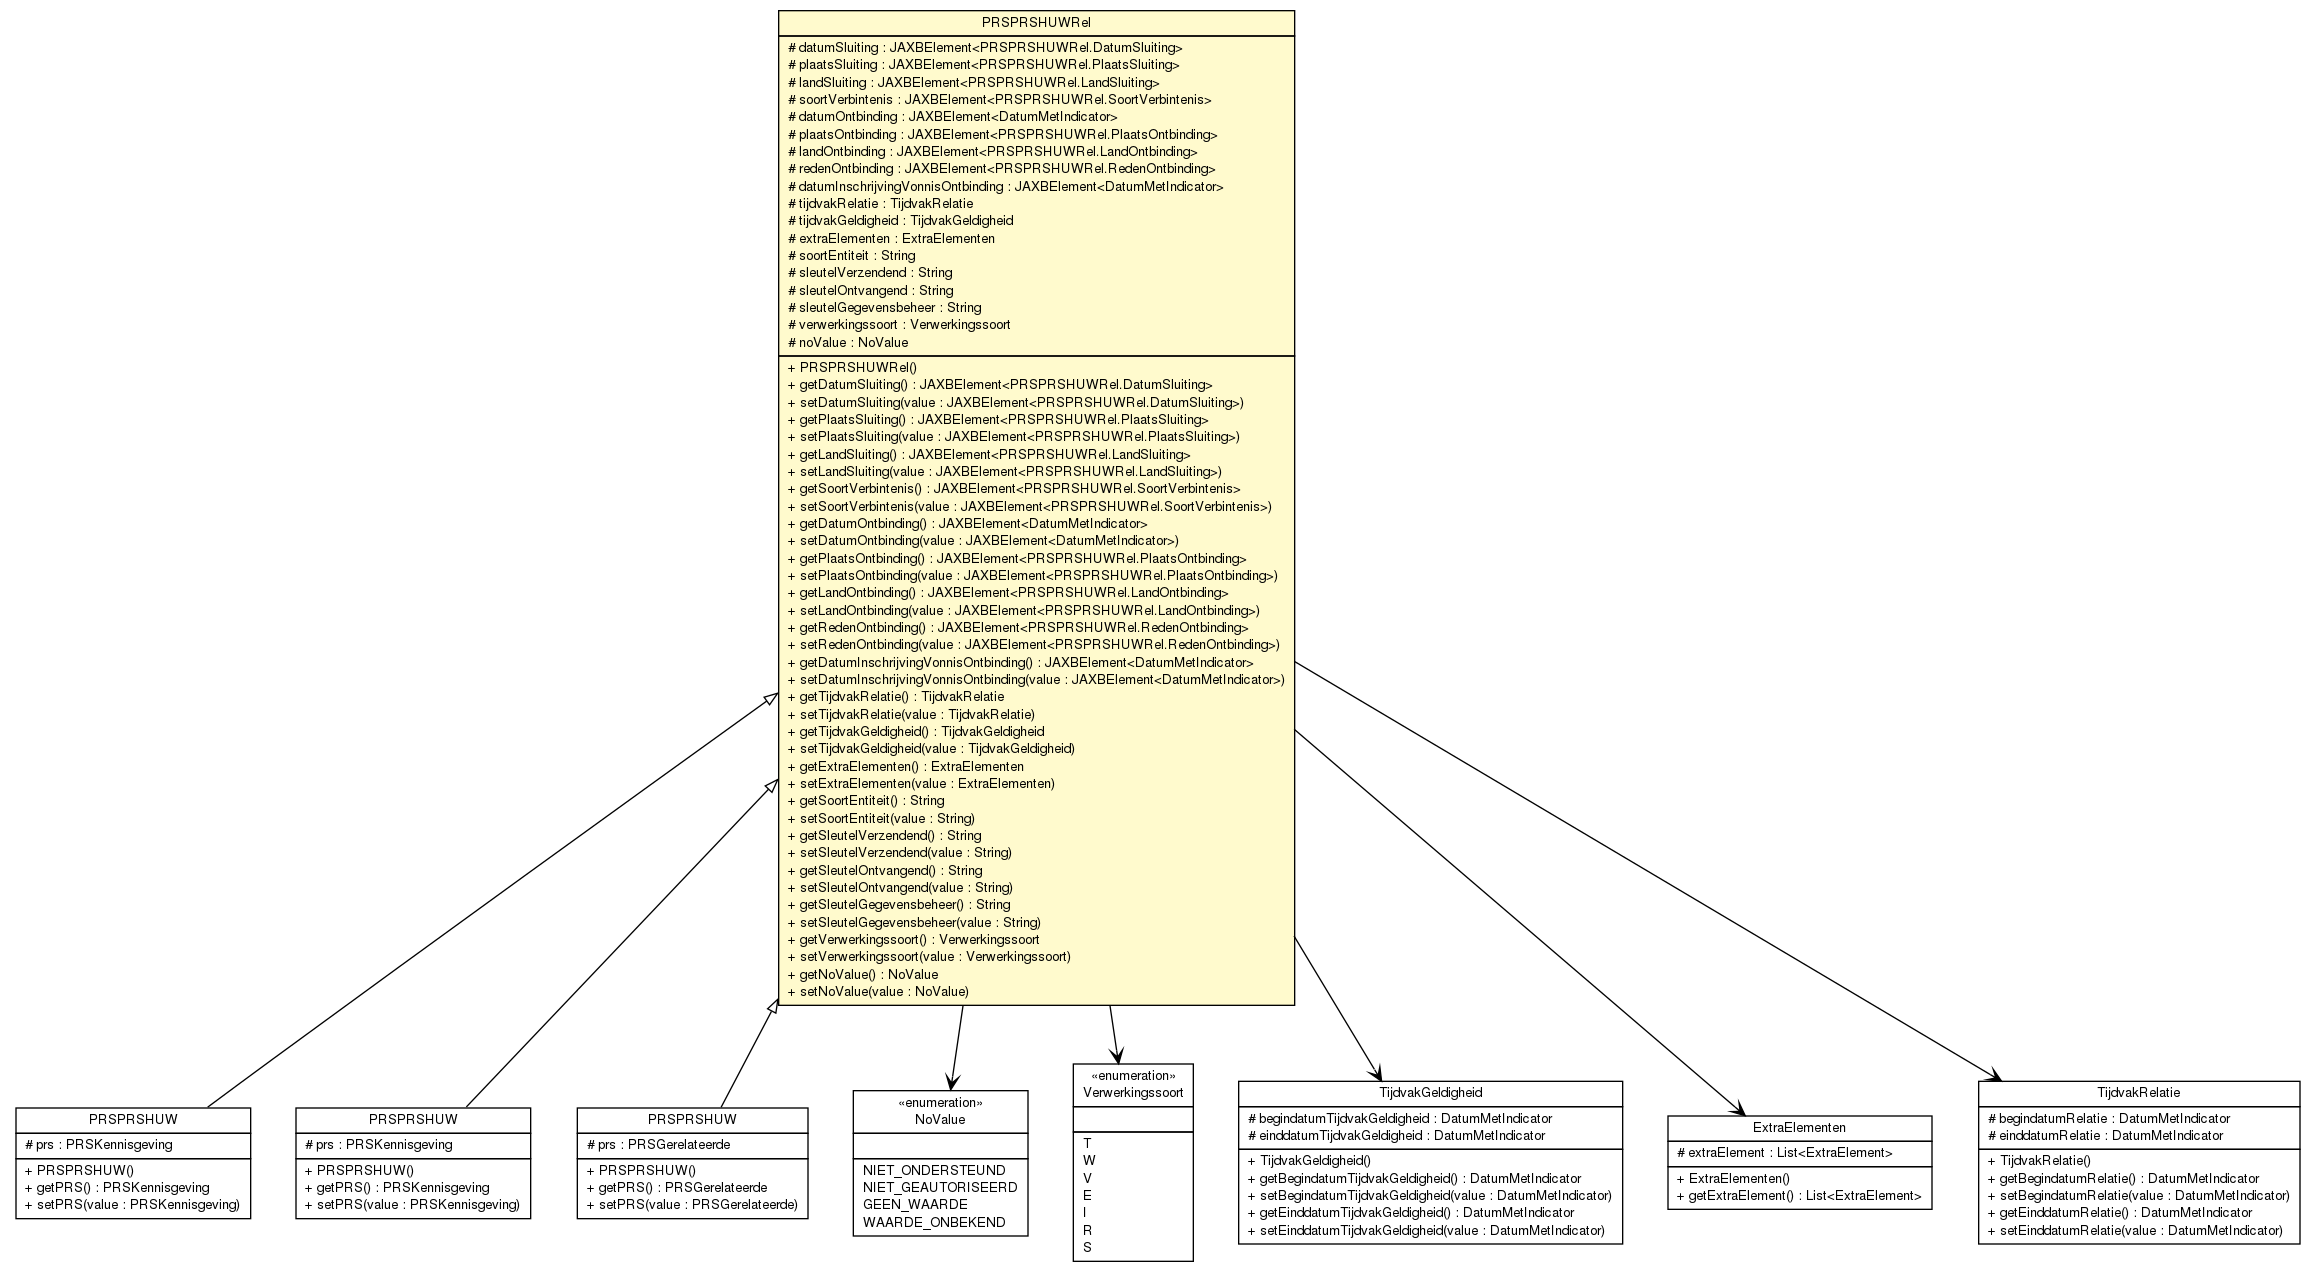 PRSPRSHUWRel
# datumSluiting : JAXBElement<PRSPRSHUWRel.DatumSluiting>
# plaatsSluiting : JAXBElement<PRSPRSHUWRel.PlaatsSluiting>
# landSluiting : JAXBElement<PRSPRSHUWRel.LandSluiting>
# soortVerbintenis : JAXBElement<PRSPRSHUWRel.SoortVerbintenis>
# datumOntbinding : JAXBElement<DatumMetIndicator>
# plaatsOntbinding : JAXBElement<PRSPRSHUWRel.PlaatsOntbinding>
# landOntbinding : JAXBElement<PRSPRSHUWRel.LandOntbinding>
# redenOntbinding : JAXBElement<PRSPRSHUWRel.RedenOntbinding>
# datumInschrijvingVonnisOntbinding : JAXBElement<DatumMetIndicator>
# tijdvakRelatie : TijdvakRelatie
# tijdvakGeldigheid : TijdvakGeldigheid
# extraElementen : ExtraElementen
# soortEntiteit : String
# sleutelVerzendend : String
# sleutelOntvangend : String
# sleutelGegevensbeheer : String
# verwerkingssoort : Verwerkingssoort
# noValue : NoValue
+ PRSPRSHUWRel()
+ getDatumSluiting() : JAXBElement<PRSPRSHUWRel.DatumSluiting>
+ setDatumSluiting(value : JAXBElement<PRSPRSHUWRel.DatumSluiting>)
+ getPlaatsSluiting() : JAXBElement<PRSPRSHUWRel.PlaatsSluiting>
+ setPlaatsSluiting(value : JAXBElement<PRSPRSHUWRel.PlaatsSluiting>)
+ getLandSluiting() : JAXBElement<PRSPRSHUWRel.LandSluiting>
+ setLandSluiting(value : JAXBElement<PRSPRSHUWRel.LandSluiting>)
+ getSoortVerbintenis() : JAXBElement<PRSPRSHUWRel.SoortVerbintenis>
+ setSoortVerbintenis(value : JAXBElement<PRSPRSHUWRel.SoortVerbintenis>)
+ getDatumOntbinding() : JAXBElement<DatumMetIndicator>
+ setDatumOntbinding(value : JAXBElement<DatumMetIndicator>)
+ getPlaatsOntbinding() : JAXBElement<PRSPRSHUWRel.PlaatsOntbinding>
+ setPlaatsOntbinding(value : JAXBElement<PRSPRSHUWRel.PlaatsOntbinding>)
+ getLandOntbinding() : JAXBElement<PRSPRSHUWRel.LandOntbinding>
+ setLandOntbinding(value : JAXBElement<PRSPRSHUWRel.LandOntbinding>)
+ getRedenOntbinding() : JAXBElement<PRSPRSHUWRel.RedenOntbinding>
+ setRedenOntbinding(value : JAXBElement<PRSPRSHUWRel.RedenOntbinding>)
+ getDatumInschrijvingVonnisOntbinding() : JAXBElement<DatumMetIndicator>
+ setDatumInschrijvingVonnisOntbinding(value : JAXBElement<DatumMetIndicator>)
+ getTijdvakRelatie() : TijdvakRelatie
+ setTijdvakRelatie(value : TijdvakRelatie)
+ getTijdvakGeldigheid() : TijdvakGeldigheid
+ setTijdvakGeldigheid(value : TijdvakGeldigheid)
+ getExtraElementen() : ExtraElementen
+ setExtraElementen(value : ExtraElementen)
+ getSoortEntiteit() : String
+ setSoortEntiteit(value : String)
+ getSleutelVerzendend() : String
+ setSleutelVerzendend(value : String)
+ getSleutelOntvangend() : String
+ setSleutelOntvangend(value : String)
+ getSleutelGegevensbeheer() : String
+ setSleutelGegevensbeheer(value : String)
+ getVerwerkingssoort() : Verwerkingssoort
+ setVerwerkingssoort(value : Verwerkingssoort)
+ getNoValue() : NoValue
+ setNoValue(value : NoValue)
PRSPRSHUW
# prs : PRSKennisgeving
+ PRSPRSHUW()
+ getPRS() : PRSKennisgeving
+ setPRS(value : PRSKennisgeving)
PRSPRSHUW
# prs : PRSKennisgeving
+ PRSPRSHUW()
+ getPRS() : PRSKennisgeving
+ setPRS(value : PRSKennisgeving)
PRSPRSHUW
# prs : PRSGerelateerde
+ PRSPRSHUW()
+ getPRS() : PRSGerelateerde
+ setPRS(value : PRSGerelateerde)
«enumeration»
NoValue
NIET_ONDERSTEUND
NIET_GEAUTORISEERD
GEEN_WAARDE
WAARDE_ONBEKEND
«enumeration»
Verwerkingssoort
T
W
V
E
I
R
S
TijdvakGeldigheid
# begindatumTijdvakGeldigheid : DatumMetIndicator
# einddatumTijdvakGeldigheid : DatumMetIndicator
+ TijdvakGeldigheid()
+ getBegindatumTijdvakGeldigheid() : DatumMetIndicator
+ setBegindatumTijdvakGeldigheid(value : DatumMetIndicator)
+ getEinddatumTijdvakGeldigheid() : DatumMetIndicator
+ setEinddatumTijdvakGeldigheid(value : DatumMetIndicator)
ExtraElementen
# extraElement : List<ExtraElement>
+ ExtraElementen()
+ getExtraElement() : List<ExtraElement>
TijdvakRelatie
# begindatumRelatie : DatumMetIndicator
# einddatumRelatie : DatumMetIndicator
+ TijdvakRelatie()
+ getBegindatumRelatie() : DatumMetIndicator
+ setBegindatumRelatie(value : DatumMetIndicator)
+ getEinddatumRelatie() : DatumMetIndicator
+ setEinddatumRelatie(value : DatumMetIndicator)